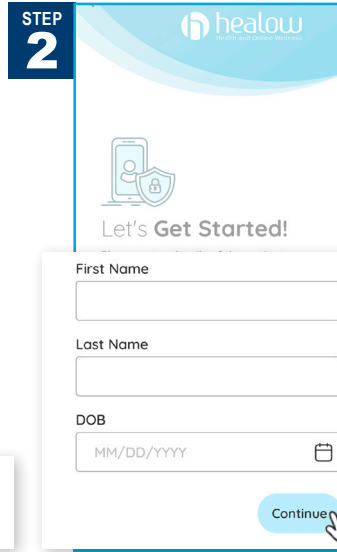 STEP
2
healow
Health and Online Wellness
Let's Get Started!
First Name
Last Name
DOB
MM/DD/YYYY
Continue